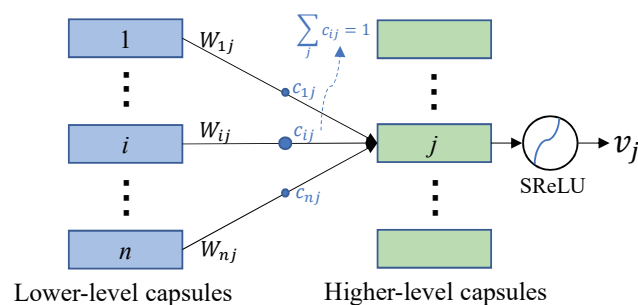 1
W₁ⱼ
∑ⱼ cᵢⱼ = 1
c₁ⱼ
i
Wᵢⱼ
cᵢⱼ
j
vⱼ
SReLU
cₙⱼ
n
Wₙⱼ
Lower-level capsules
Higher-level capsules